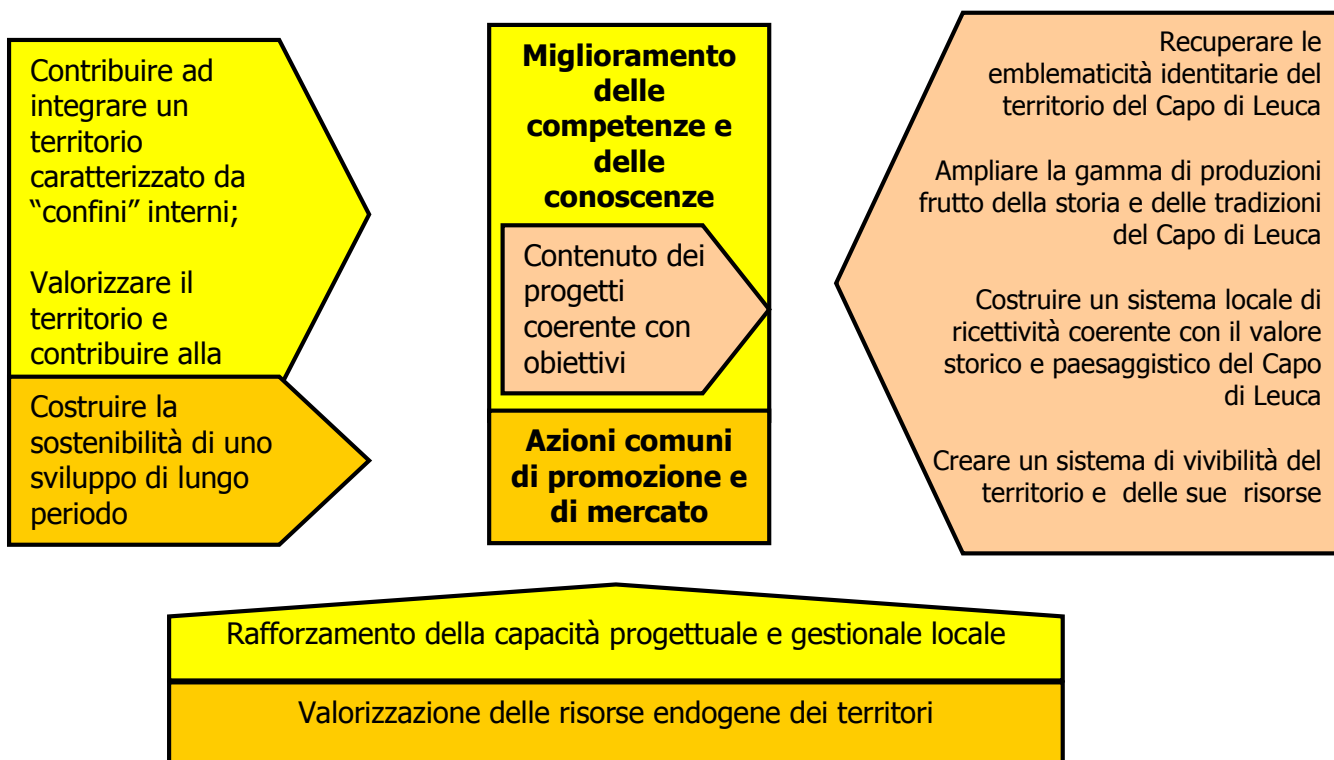 Contribuire ad
integrare un
territorio
caratterizzato da
“confini” interni;
Valorizzare il
territorio e
contribuire alla
Costruire la
sostenibilità di uno
sviluppo di lungo
periodo
Miglioramento
delle
competenze e
delle
conoscenze
Contenuto dei
progetti
coerente con
obiettivi
Azioni comuni
di promozione e
di mercato
Recuperare le
emblematicità identitarie del
territorio del Capo di Leuca
Ampliare la gamma di produzioni
frutto della storia e delle tradizioni
del Capo di Leuca
Costruire un sistema locale di
ricettività coerente con il valore
storico e paesaggistico del Capo
di Leuca
Creare un sistema di vivibilità del
territorio e delle sue risorse
Rafforzamento della capacità progettuale e gestionale locale
Valorizzazione delle risorse endogene dei territori